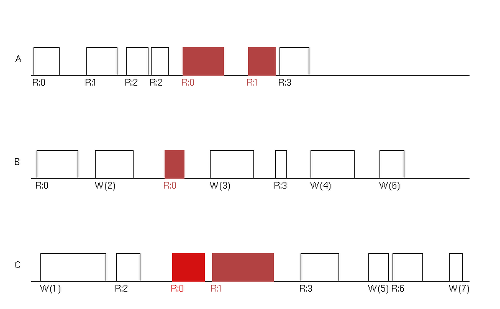 A
R:0 R:1 R:2 R:2 R:0 R:1 R:3
B
R:0 W(2) R:0 W(3) R:3 W(4) W(6)
C
W(1) R:2 R:0 R:1 R:3 W(5) R:6 W(7)